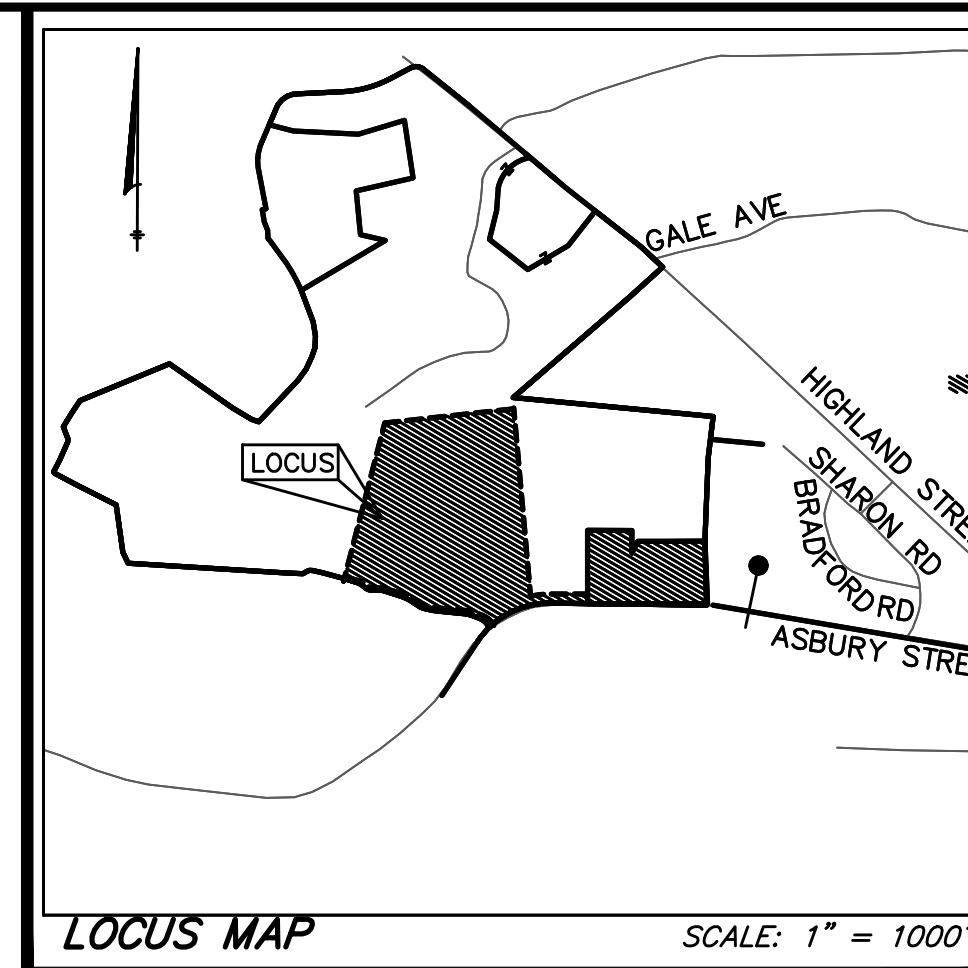 GALE AVE
HIGHLAND STRE
SHARON RD
BRADFORD RD
LOCUS
ASBURY STRE
LOCUS MAP
SCALE: 1" = 1000'